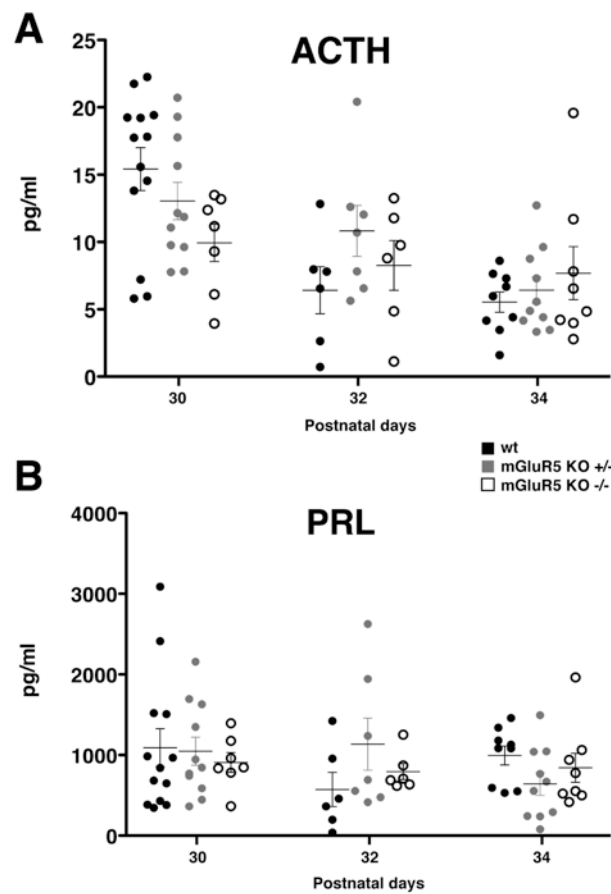 A
ACTH
25
20
15
10
5
0
pg/ml
30
32
34
Postnatal days
wt
mGluR5 KO +/-
mGluR5 KO -/-
B
PRL
4000
3000
2000
1000
0
pg/ml
30
32
34
Postnatal days